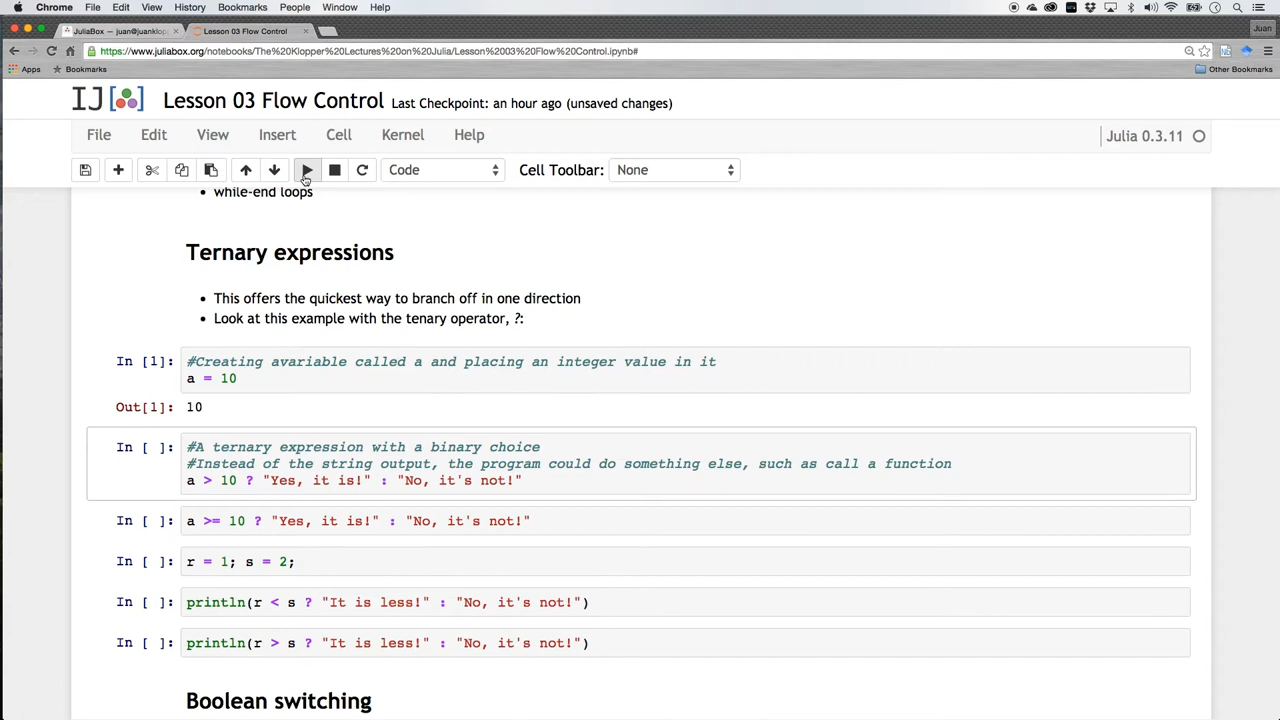 Chrome File Edit View History Bookmarks People Window Help
JuliaBox — juan@juanklop Lesson 03 Flow Control Juan
https://www.juliabox.org/notebooks/The%20Klopper%20Lectures%20on%20Julia/Lesson%2003%20Flow%20Control.ipynb#
Apps Bookmarks Other Bookmarks
IJ[ ] Lesson 03 Flow Control Last Checkpoint: an hour ago (unsaved changes)
File Edit View Insert Cell Kernel Help Julia 0.3.11
Code Cell Toolbar: None
• while-end loops
Ternary expressions
• This offers the quickest way to branch off in one direction
• Look at this example with the tenary operator, ?:
In [1]: #Creating avariable called a and placing an integer value in it
a = 10
Out[1]: 10
In [ ]: #A ternary expression with a binary choice
#Instead of the string output, the program could do something else, such as call a function
a > 10 ? "Yes, it is!" : "No, it's not!"
In [ ]: a >= 10 ? "Yes, it is!" : "No, it's not!"
In [ ]: r = 1; s = 2;
In [ ]: println(r < s ? "It is less!" : "No, it's not!")
In [ ]: println(r > s ? "It is less!" : "No, it's not!")
Boolean switching